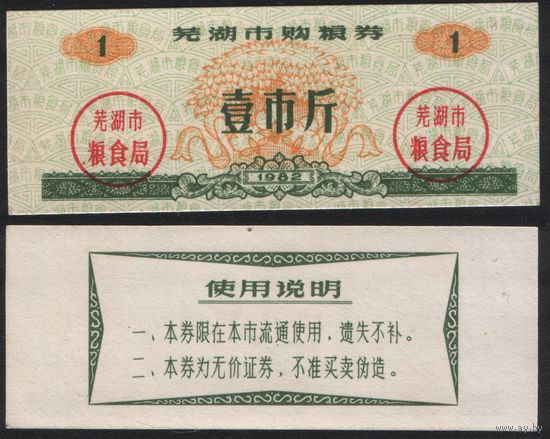 芜湖市购粮券
1
1
壹市斤
芜湖市
粮食局
芜湖市
粮食局
1982
使用说明
一、本券限在本市流通使用，遗失不补。
二、本券为无价证券，不准买卖伪造。
www.ay.by